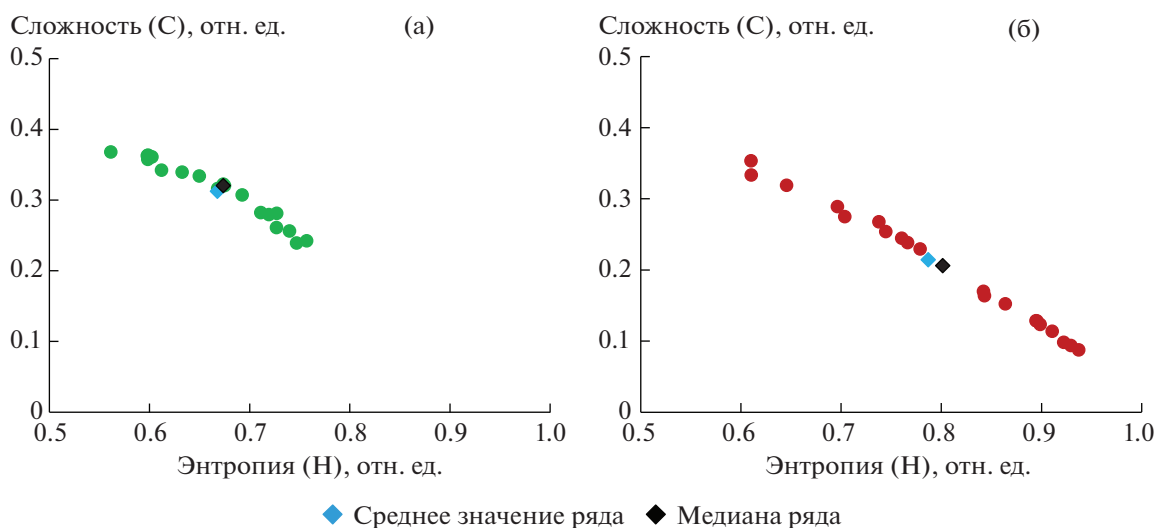 Сложность (С), отн. ед. (а)
0.5
0.4
0.3
0.2
0.1
0
0.5 0.6 0.7 0.8 0.9 1.0
Энтропия (Н), отн. ед.
Сложность (С), отн. ед. (б)
0.5
0.4
0.3
0.2
0.1
0
0.5 0.6 0.7 0.8 0.9 1.0
Энтропия (Н), отн. ед.
Среднее значение ряда Медиана ряда